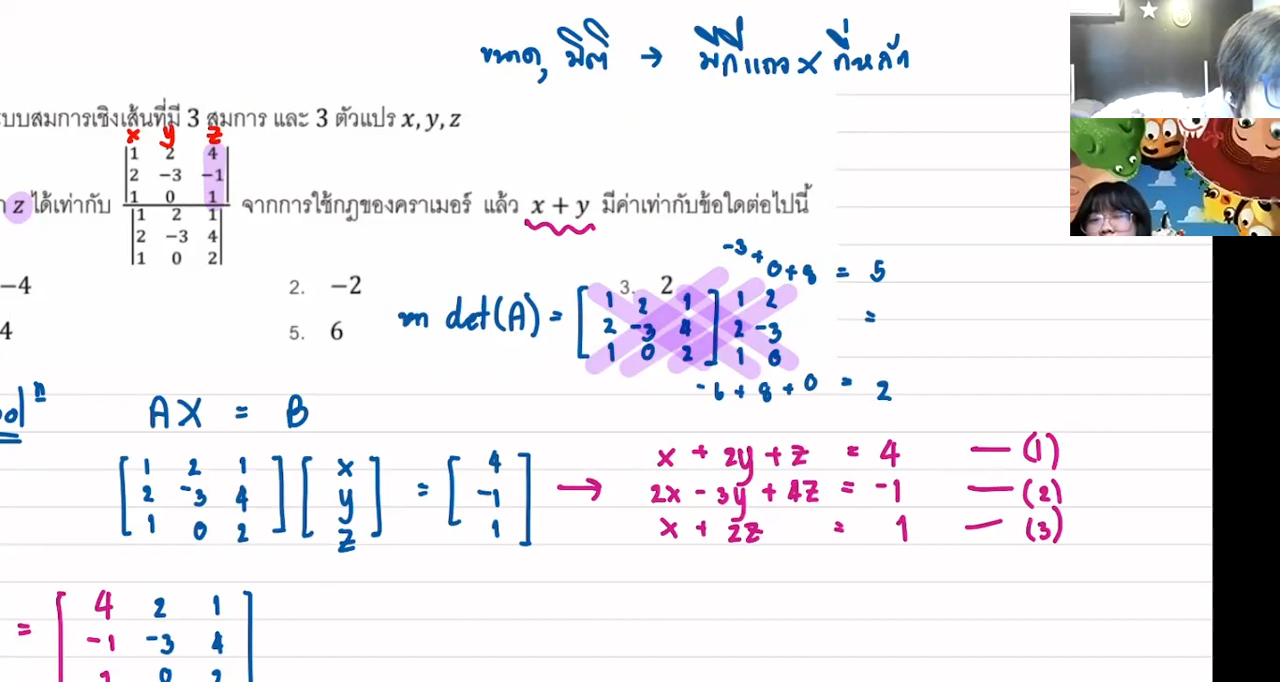 ขนาด, มิติ → มีกี่แถว x กี่หลัก
บบสมการเชิงเส้นที่มี 3 สมการ และ 3 ตัวแปร x, y, z
x y z
|1 2 4|
|2 −3 −1|
|1 0 1|
z ได้เท่ากับ จากการใช้กฎของคราเมอร์ แล้ว x + y มีค่าเท่ากับข้อใดต่อไปนี้
|1 2 1|
|2 −3 4|
|1 0 2|
-3 + 0 + 8 = 5
−4 2. −2 3. 2
4 5. 6
det(A) = [1 2 1] 1 2
[2 -3 4] 2 -3 =
[1 0 2] 1 0
-6 + 8 + 0 = 2
sol n
AX = B
[1 2 1] [x] [4]
[2 -3 4] [y] = [-1] →
[1 0 2] [z] [1]
x + 2y + z = 4 — (1)
2x - 3y + 4z = -1 — (2)
x + 2z = 1 — (3)
[4 2 1]
= [-1 -3 4]